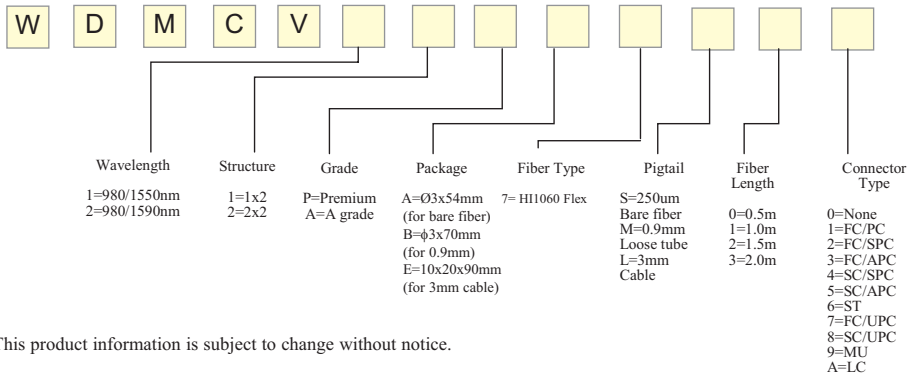 W D M C V
Wavelength
1=980/1550nm
2=980/1590nm
Structure
1=1x2
2=2x2
Grade
P=Premium
A=A grade
Package
A=Ø3x54mm
(for bare fiber)
B=ϕ3x70mm
(for 0.9mm)
E=10x20x90mm
(for 3mm cable)
Fiber Type
7= HI1060 Flex
Pigtail
S=250um
Bare fiber
M=0.9mm
Loose tube
L=3mm
Cable
Fiber
Length
0=0.5m
1=1.0m
2=1.5m
3=2.0m
Connector
Type
0=None
1=FC/PC
2=FC/SPC
3=FC/APC
4=SC/SPC
5=SC/APC
6=ST
7=FC/UPC
8=SC/UPC
9=MU
A=LC
This product information is subject to change without notice.